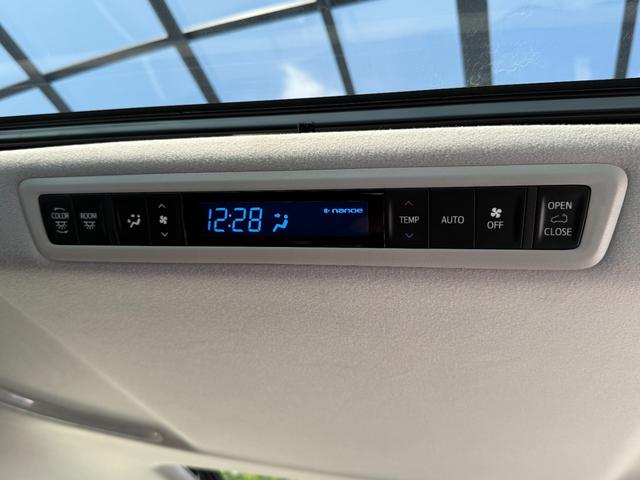 COLOR
ROOM
12:28
nanoe
TEMP
AUTO
OFF
OPEN
CLOSE